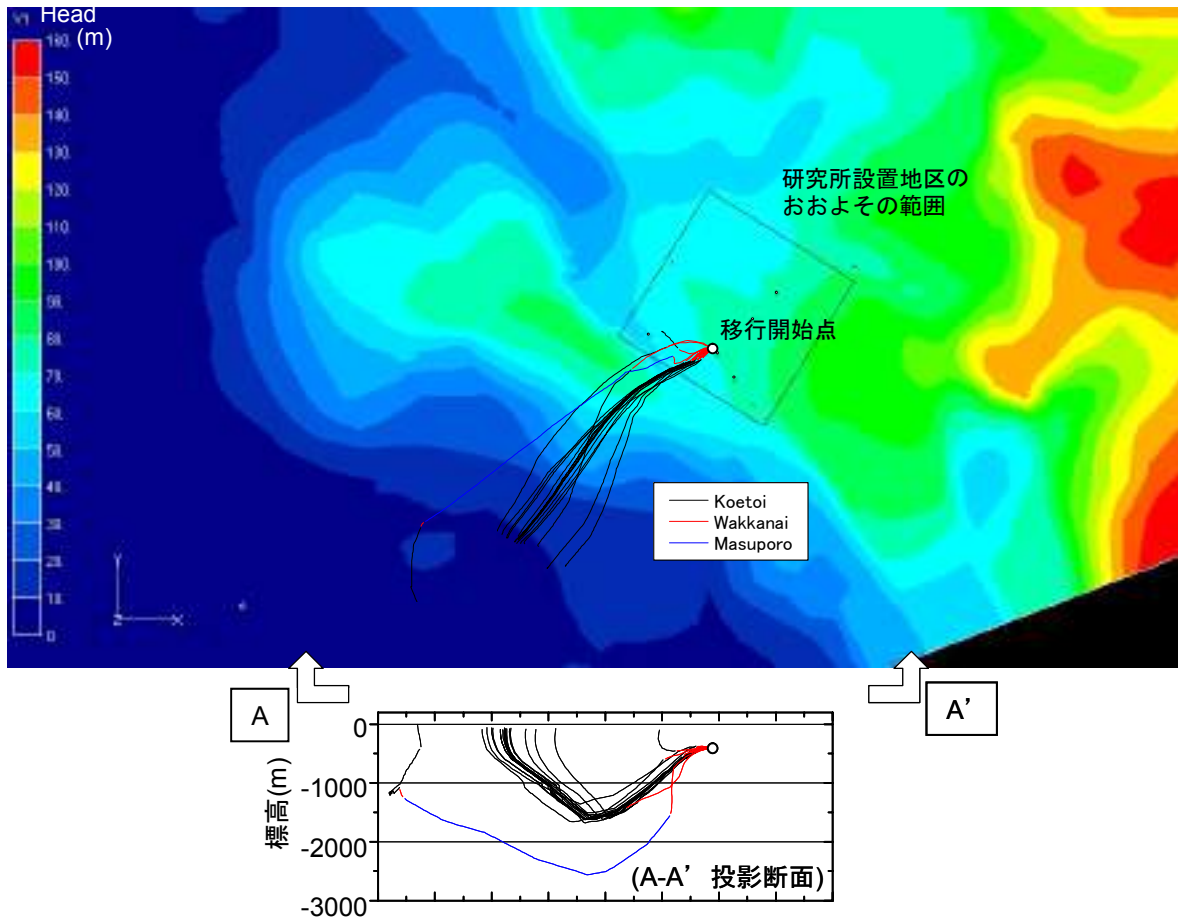 V1 Head
(m)
160.
150.
140.
130.
120.
110.
100.
90.
80.
70.
60.
50.
40.
30.
20.
10.
0
研究所設置地区の
おおよその範囲
移行開始点
Koetoi
Wakkanai
Masuporo
Y
Z X
A
A’
0
-1000
-2000
-3000
標高(m)
(A-A’ 投影断面)